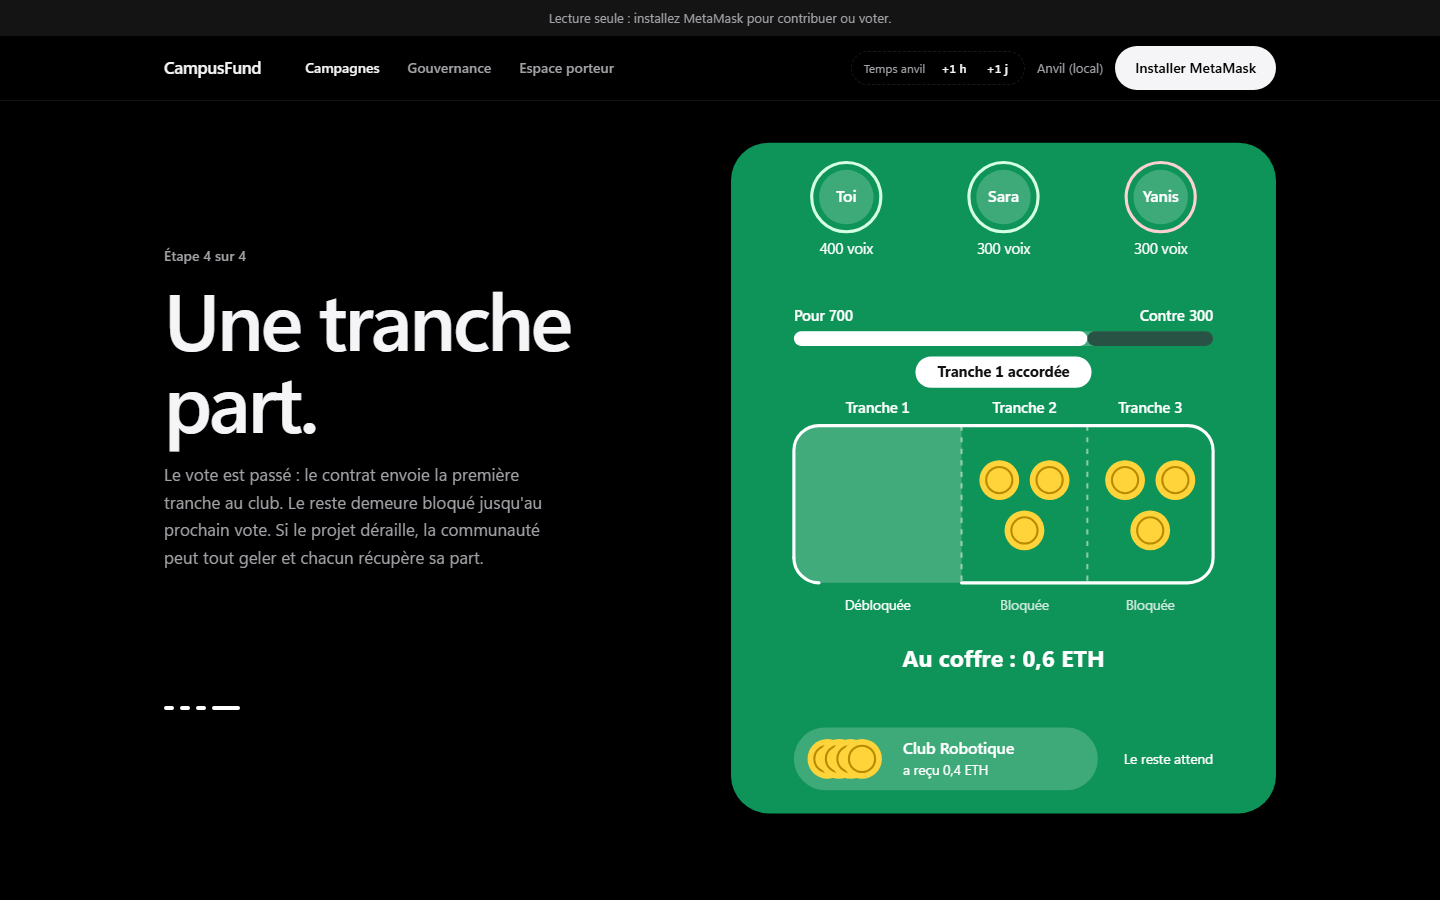 Lecture seule : installez MetaMask pour contribuer ou voter.
CampusFund
Campagnes
Gouvernance
Espace porteur
Temps anvil
+1 h
+1 j
Anvil (local)
Installer MetaMask
Étape 4 sur 4
Une tranche
part.
Le vote est passé : le contrat envoie la première
tranche au club. Le reste demeure bloqué jusqu'au
prochain vote. Si le projet déraille, la communauté
peut tout geler et chacun récupère sa part.
Toi
Sara
Yanis
400 voix
300 voix
300 voix
Pour 700
Contre 300
Tranche 1 accordée
Tranche 1
Tranche 2
Tranche 3
Débloquée
Bloquée
Bloquée
Au coffre : 0,6 ETH
Club Robotique
a reçu 0,4 ETH
Le reste attend